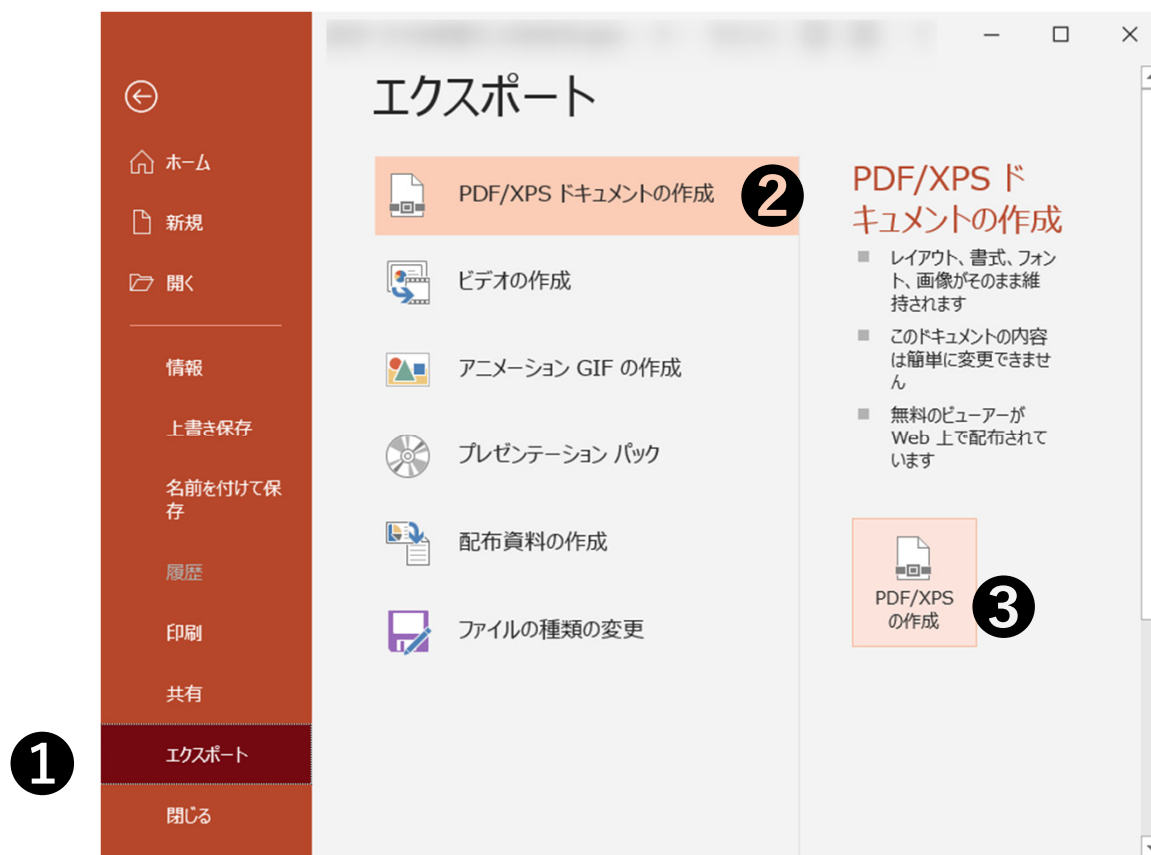 エクスポート
ホーム
新規
開く
情報
上書き保存
名前を付けて保
存
履歴
印刷
共有
❶
エクスポート
閉じる
PDF/XPS ドキュメントの作成
❷
ビデオの作成
アニメーション GIF の作成
プレゼンテーション パック
配布資料の作成
ファイルの種類の変更
PDF/XPS ド
キュメントの作成
レイアウト、書式、フォン
ト、画像がそのまま維
持されます
このドキュメントの内容
は簡単に変更できませ
ん
無料のビューアーが
Web 上で配布されて
います
PDF/XPS
の作成
❸